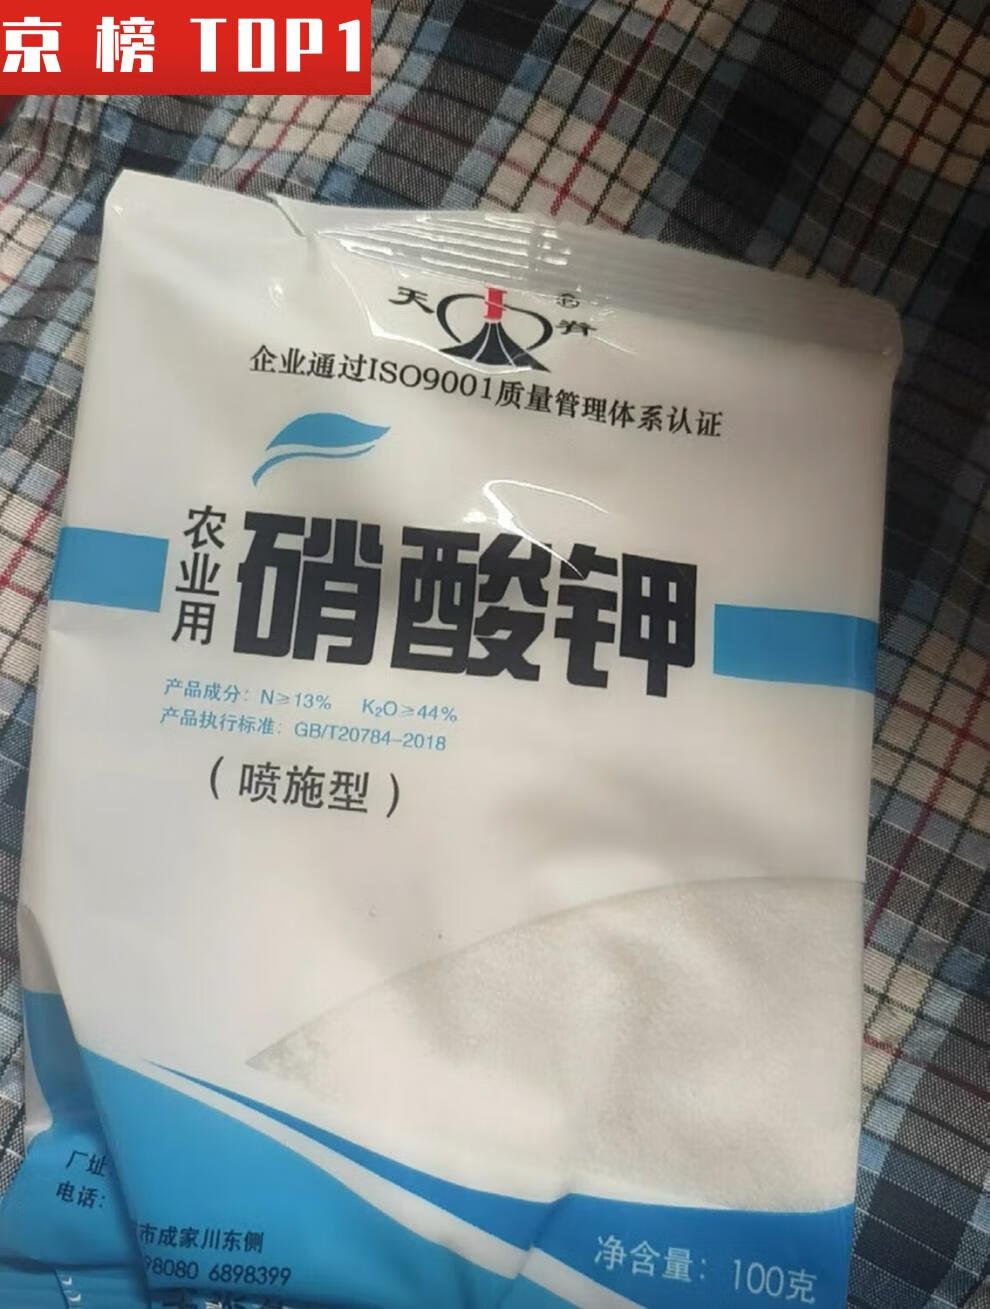 京榜 TOP1
天脊
企业通过ISO9001质量管理体系认证
农业用
硝酸钾
产品成分：N≥13% K₂O≥44%
产品执行标准：GB/T20784-2018
（喷施型）
厂址
电话：
市成家川东侧
98080 6898399
净含量：100克